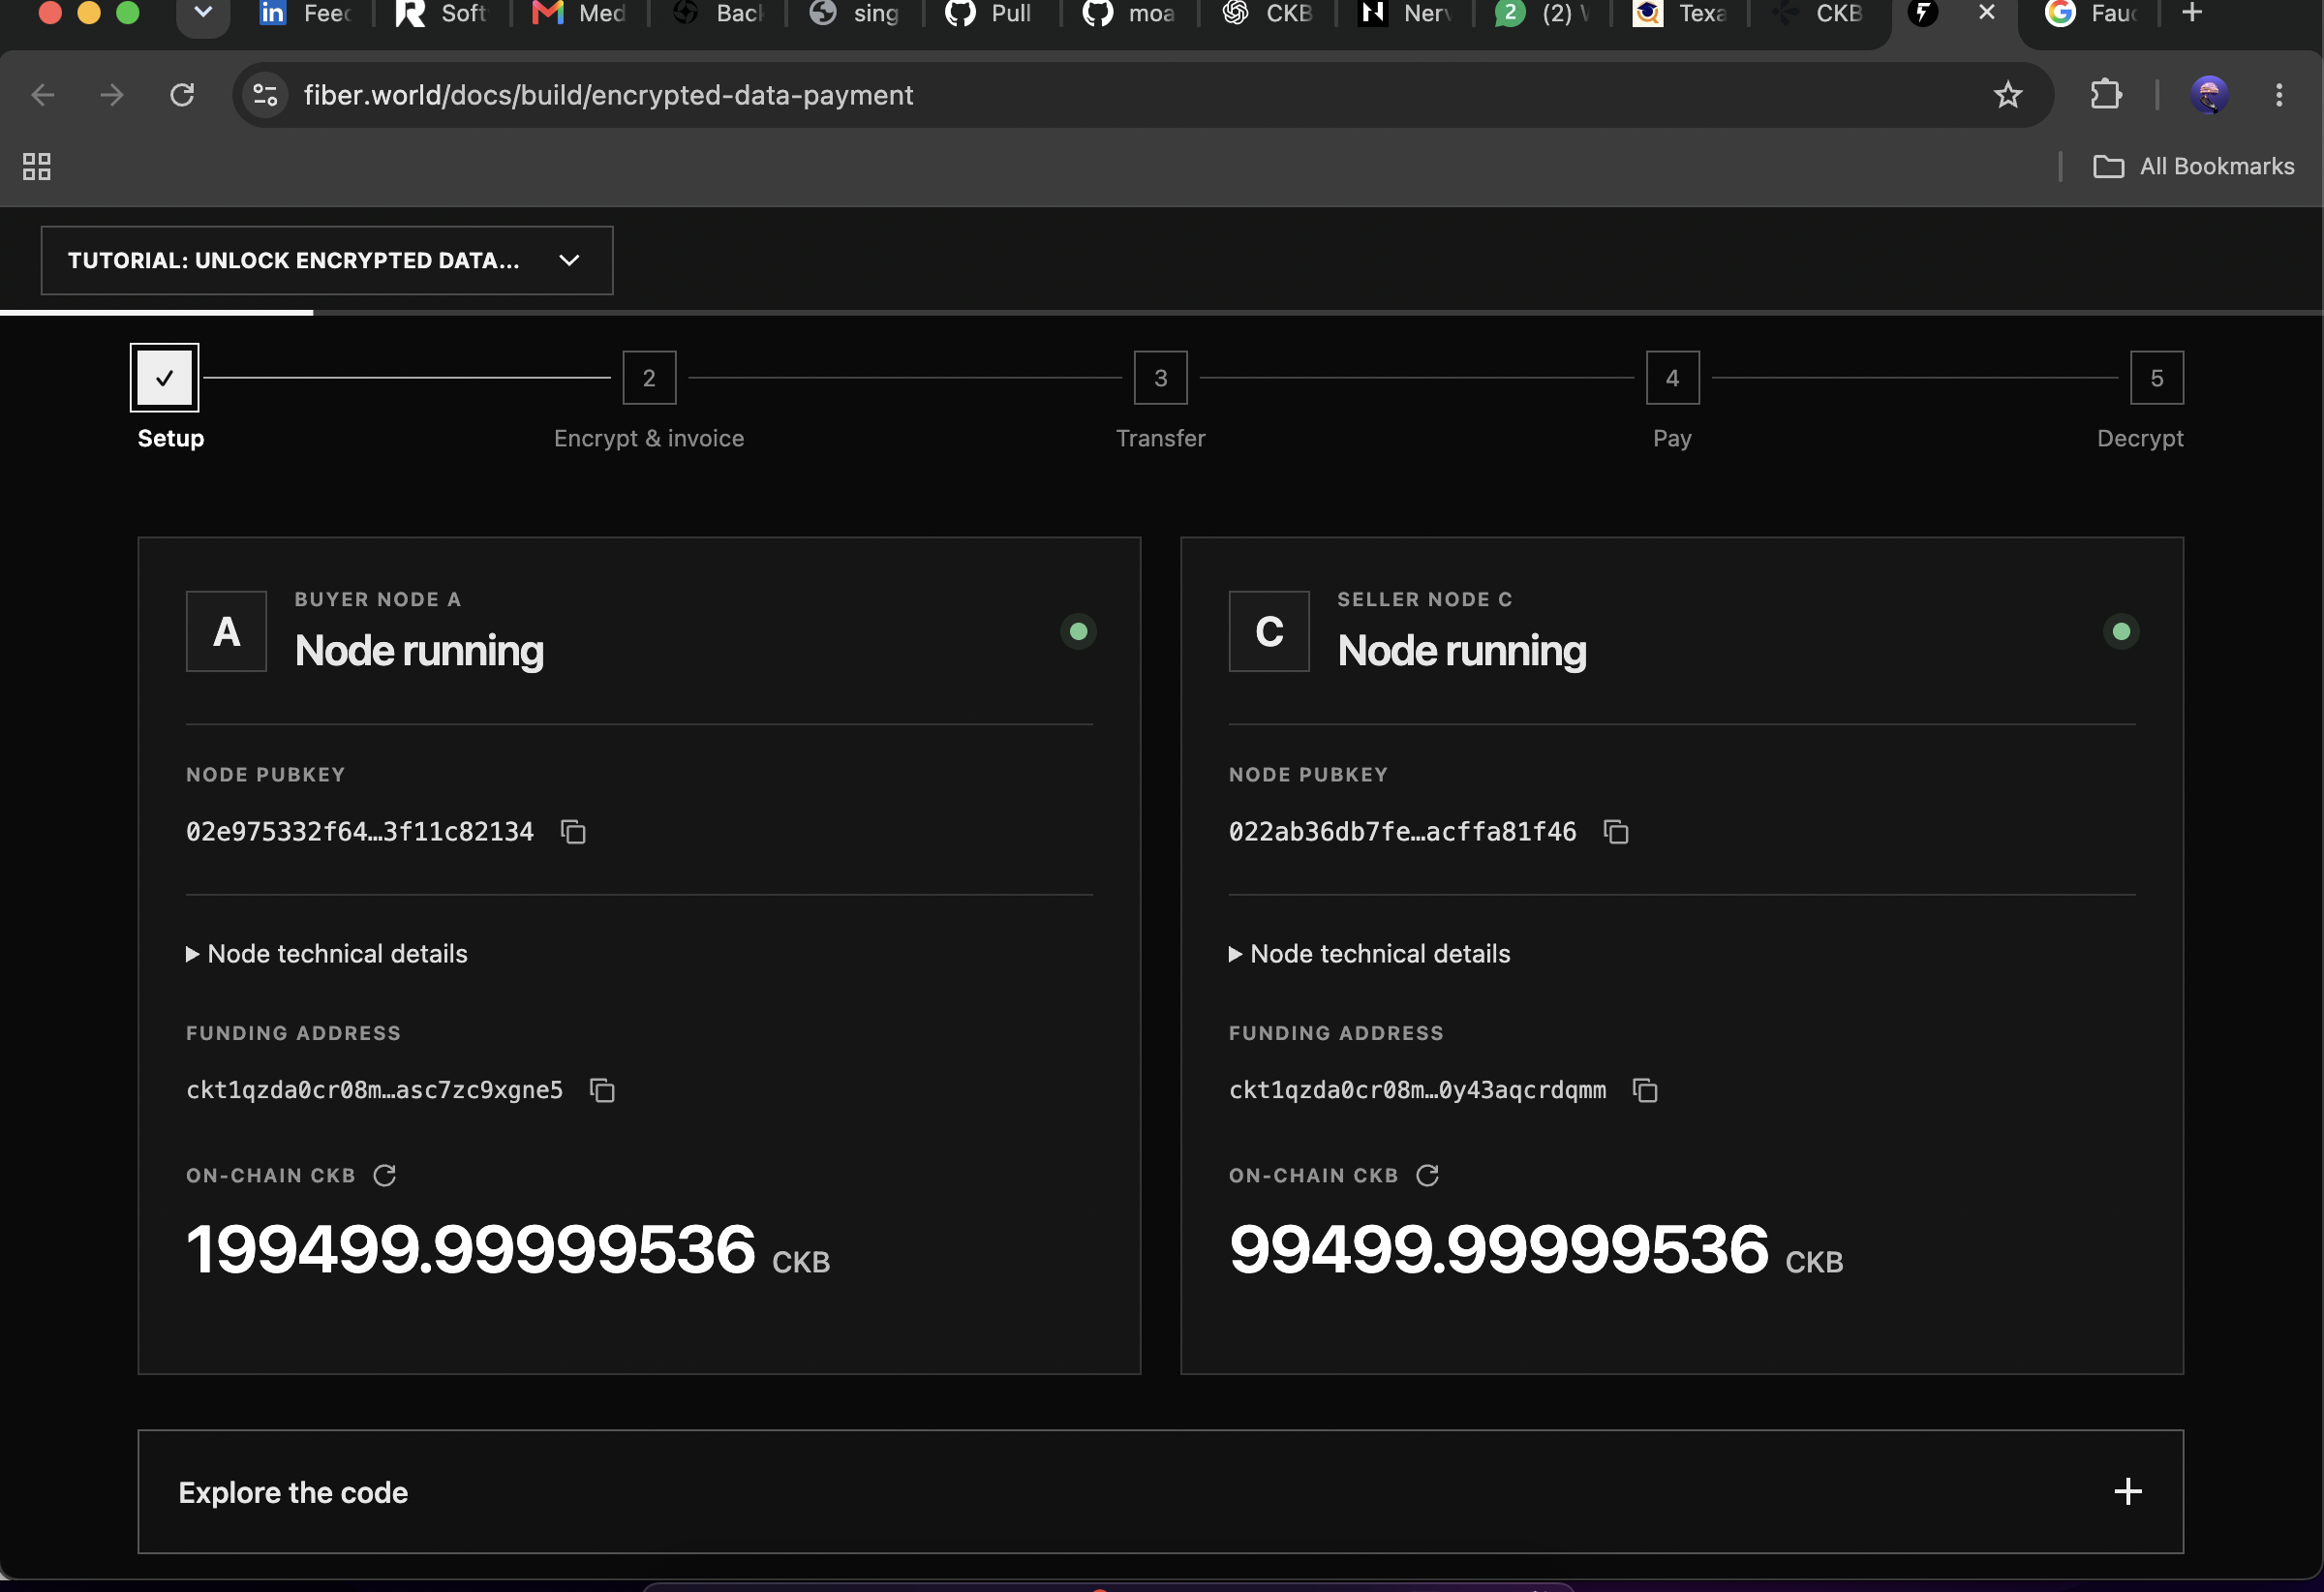 in Feec
Soft
Med
Back
sing
Pull
moa
CKB
Nerv
2 (2)
Texa
CKB
Fauc
fiber.world/docs/build/encrypted-data-payment
All Bookmarks
TUTORIAL: UNLOCK ENCRYPTED DATA...
2 3 4 5
Setup Encrypt & invoice Transfer Pay Decrypt
A
BUYER NODE A
Node running
NODE PUBKEY
02e975332f64…3f11c82134
Node technical details
FUNDING ADDRESS
ckt1qzda0cr08m…asc7zc9xgne5
ON-CHAIN CKB
199499.99999536 CKB
C
SELLER NODE C
Node running
NODE PUBKEY
022ab36db7fe…acffa81f46
Node technical details
FUNDING ADDRESS
ckt1qzda0cr08m…0y43aqcrdqmm
ON-CHAIN CKB
99499.99999536 CKB
Explore the code